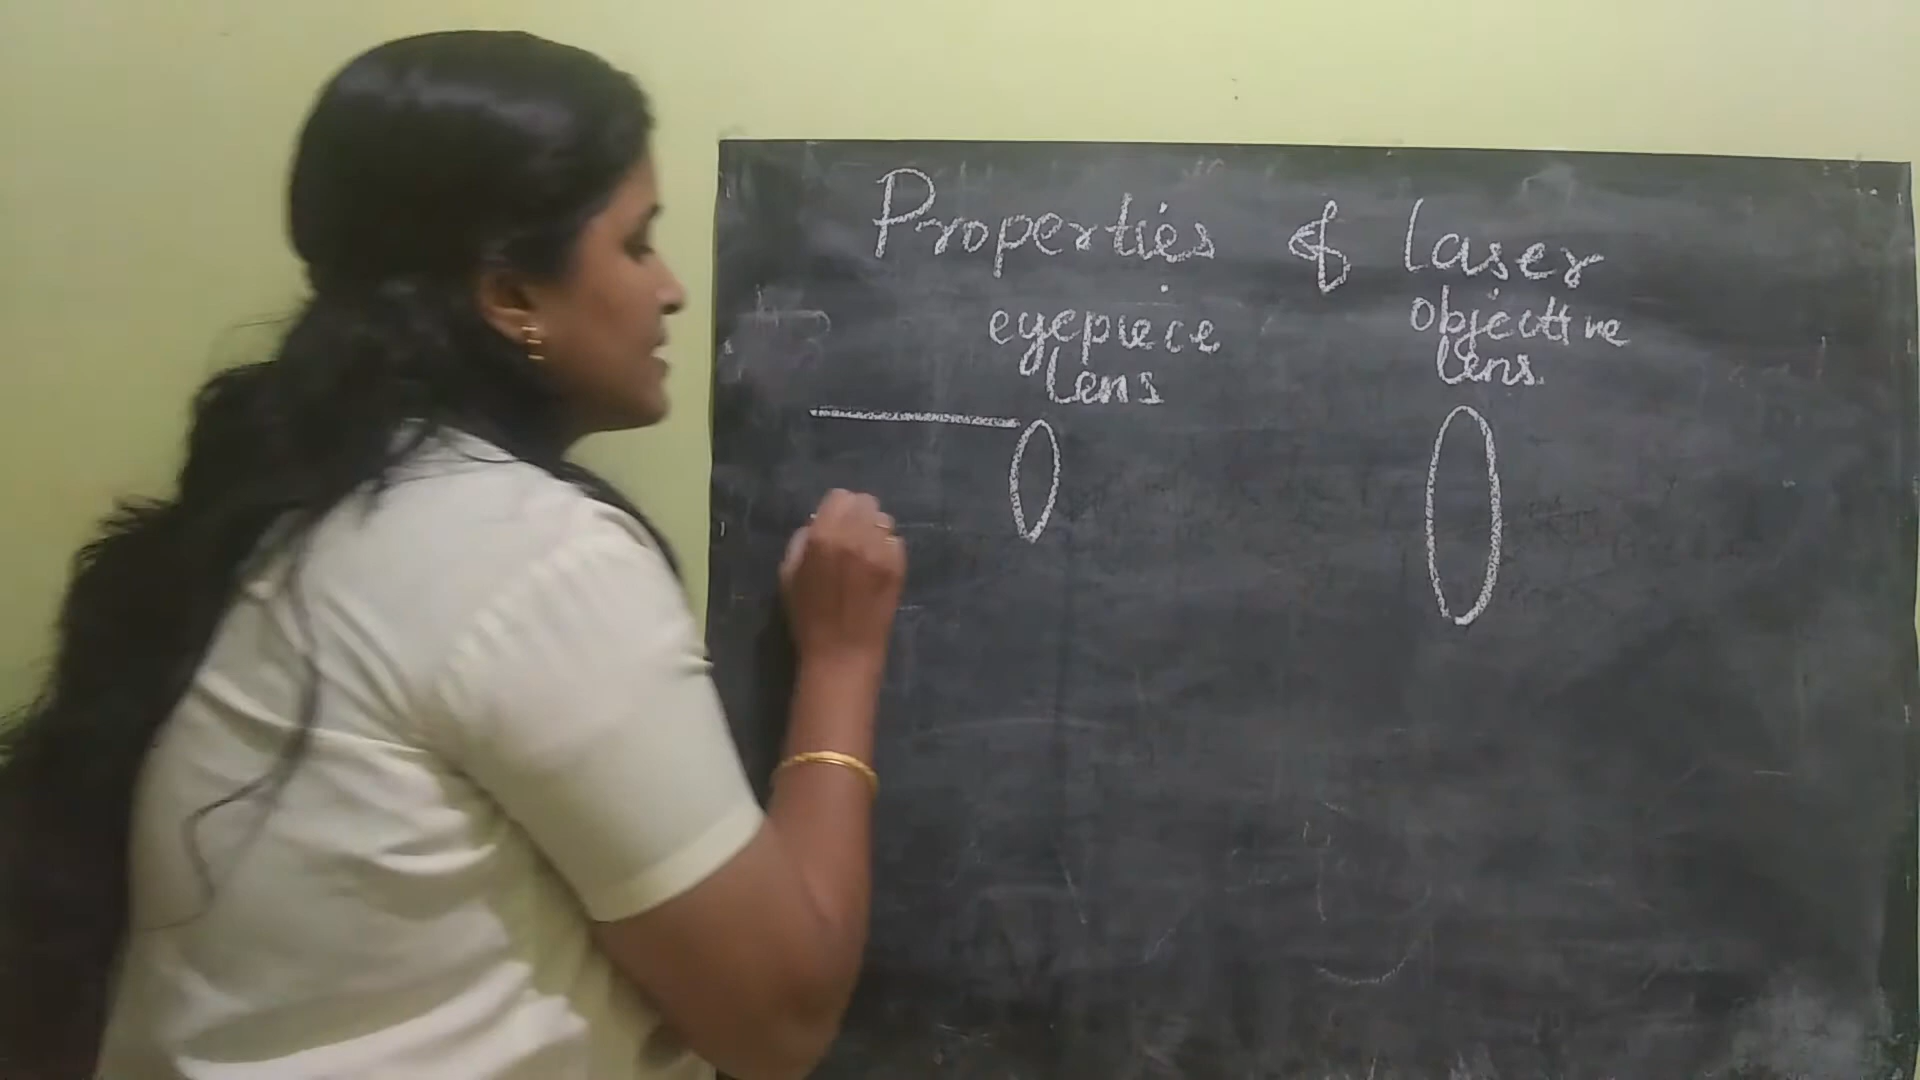 Properties of laser
eyepiece
lens
objective
lens